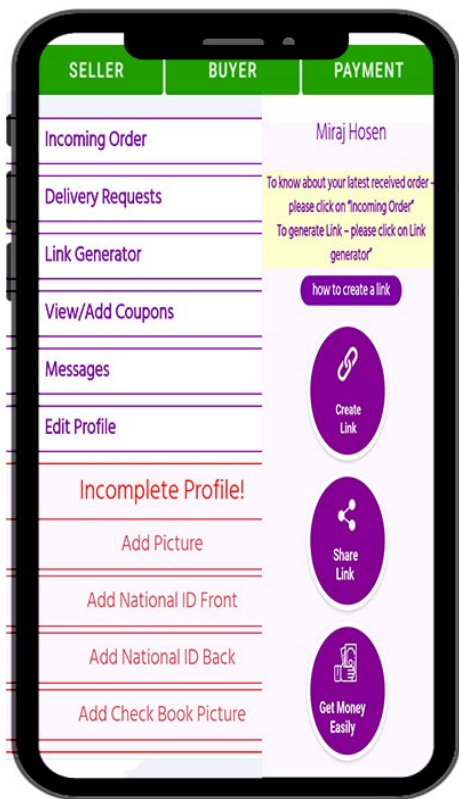 SELLER BUYER PAYMENT
Incoming Order
Delivery Requests
Link Generator
View/Add Coupons
Messages
Edit Profile
Incomplete Profile!
Add Picture
Add National ID Front
Add National ID Back
Add Check Book Picture
Miraj Hosen
To know about your latest received order –
please click on “Incoming Order”
To generate Link – please click on Link
generator”
how to create a link
Create
Link
Share
Link
Get Money
Easily